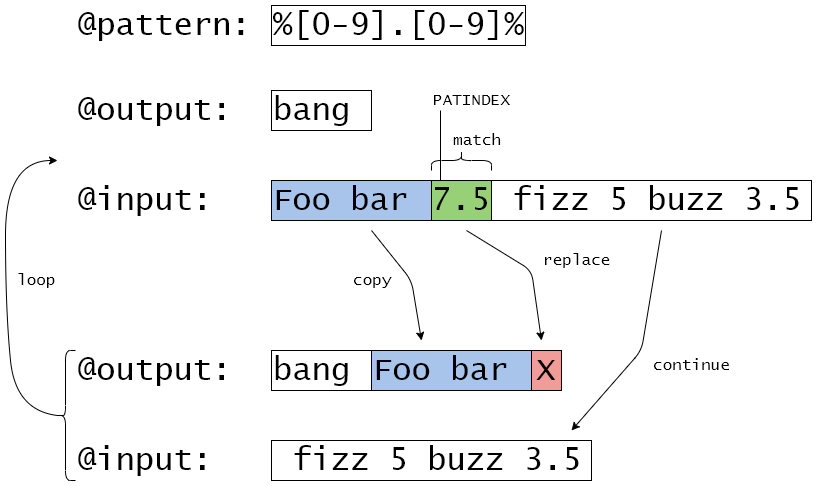 @pattern: %[0-9].[0-9]%
@output: bang
PATINDEX
match
@input: Foo bar 7.5 fizz 5 buzz 3.5
loop
copy
replace
continue
@output: bang Foo bar X
@input: fizz 5 buzz 3.5